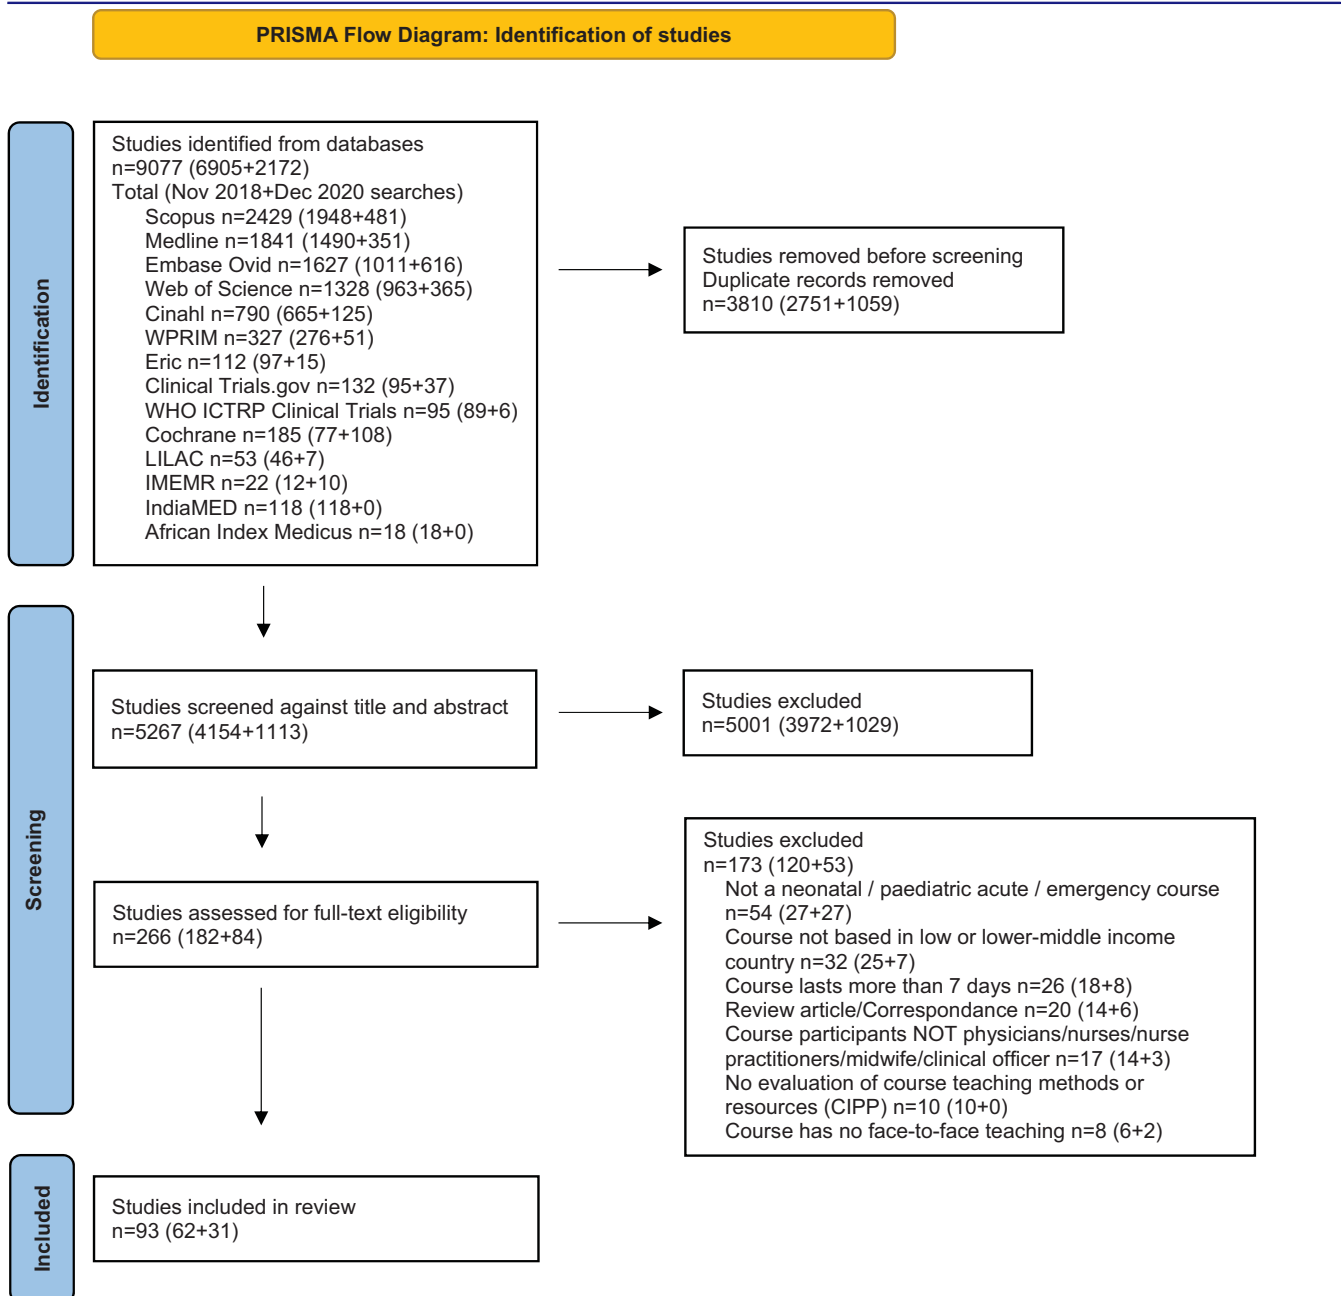 PRISMA Flow Diagram: Identification of studies
Identification
Studies identified from databases
n=9077 (6905+2172)
Total (Nov 2018+Dec 2020 searches)
Scopus n=2429 (1948+481)
Medline n=1841 (1490+351)
Embase Ovid n=1627 (1011+616)
Web of Science n=1328 (963+365)
Cinahl n=790 (665+125)
WPRIM n=327 (276+51)
Eric n=112 (97+15)
Clinical Trials.gov n=132 (95+37)
WHO ICTRP Clinical Trials n=95 (89+6)
Cochrane n=185 (77+108)
LILAC n=53 (46+7)
IMEMR n=22 (12+10)
IndiaMED n=118 (118+0)
African Index Medicus n=18 (18+0)
Studies removed before screening
Duplicate records removed
n=3810 (2751+1059)
Screening
Studies screened against title and abstract
n=5267 (4154+1113)
Studies excluded
n=5001 (3972+1029)
Studies assessed for full-text eligibility
n=266 (182+84)
Studies excluded
n=173 (120+53)
Not a neonatal / paediatric acute / emergency course
n=54 (27+27)
Course not based in low or lower-middle income
country n=32 (25+7)
Course lasts more than 7 days n=26 (18+8)
Review article/Correspondance n=20 (14+6)
Course participants NOT physicians/nurses/nurse
practitioners/midwife/clinical officer n=17 (14+3)
No evaluation of course teaching methods or
resources (CIPP) n=10 (10+0)
Course has no face-to-face teaching n=8 (6+2)
Included
Studies included in review
n=93 (62+31)